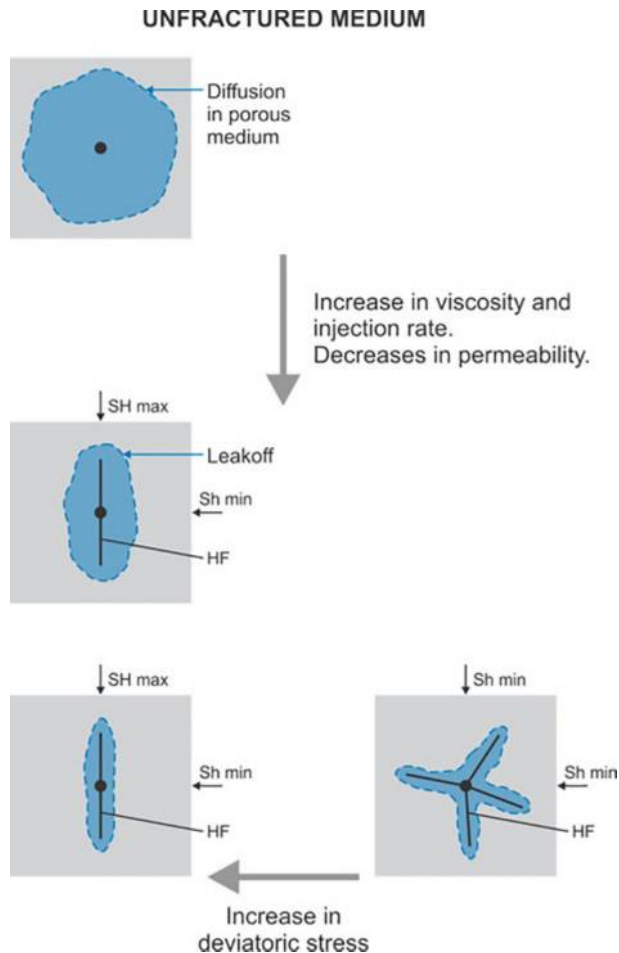 UNFRACTURED MEDIUM
Diffusion
in porous
medium
Increase in viscosity and
injection rate.
Decreases in permeability.
SH max
Leakoff
Sh min
HF
SH max
Sh min
HF
Sh min
Sh min
HF
Increase in
deviatoric stress